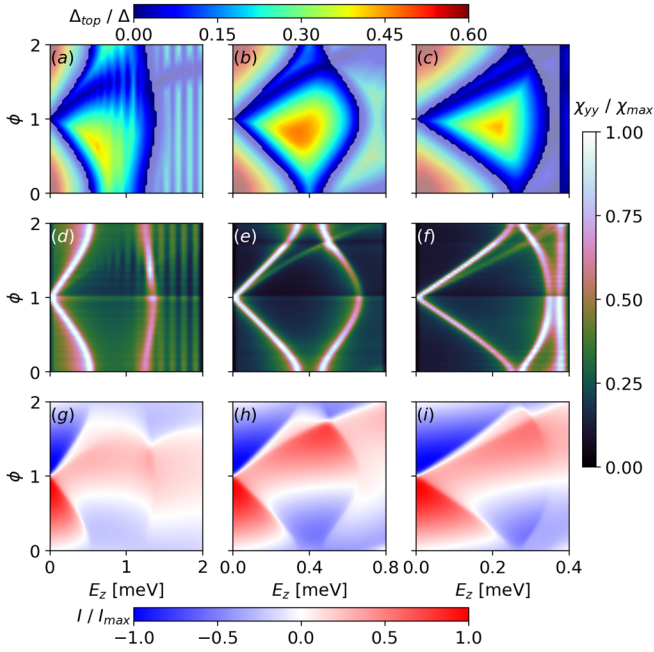 Δ_top / Δ
0.00 0.15 0.30 0.45 0.60
(a) (b) (c)
2
ϕ 1
0
χ_yy / χ_max
1.00
0.75
0.50
0.25
0.00
(d) (e) (f)
2
ϕ 1
0
(g) (h) (i)
2
ϕ 1
0
0 1 2 0.0 0.4 0.8 0.0 0.2 0.4
E_z [meV] E_z [meV] E_z [meV]
I / I_max
−1.0 −0.5 0.0 0.5 1.0